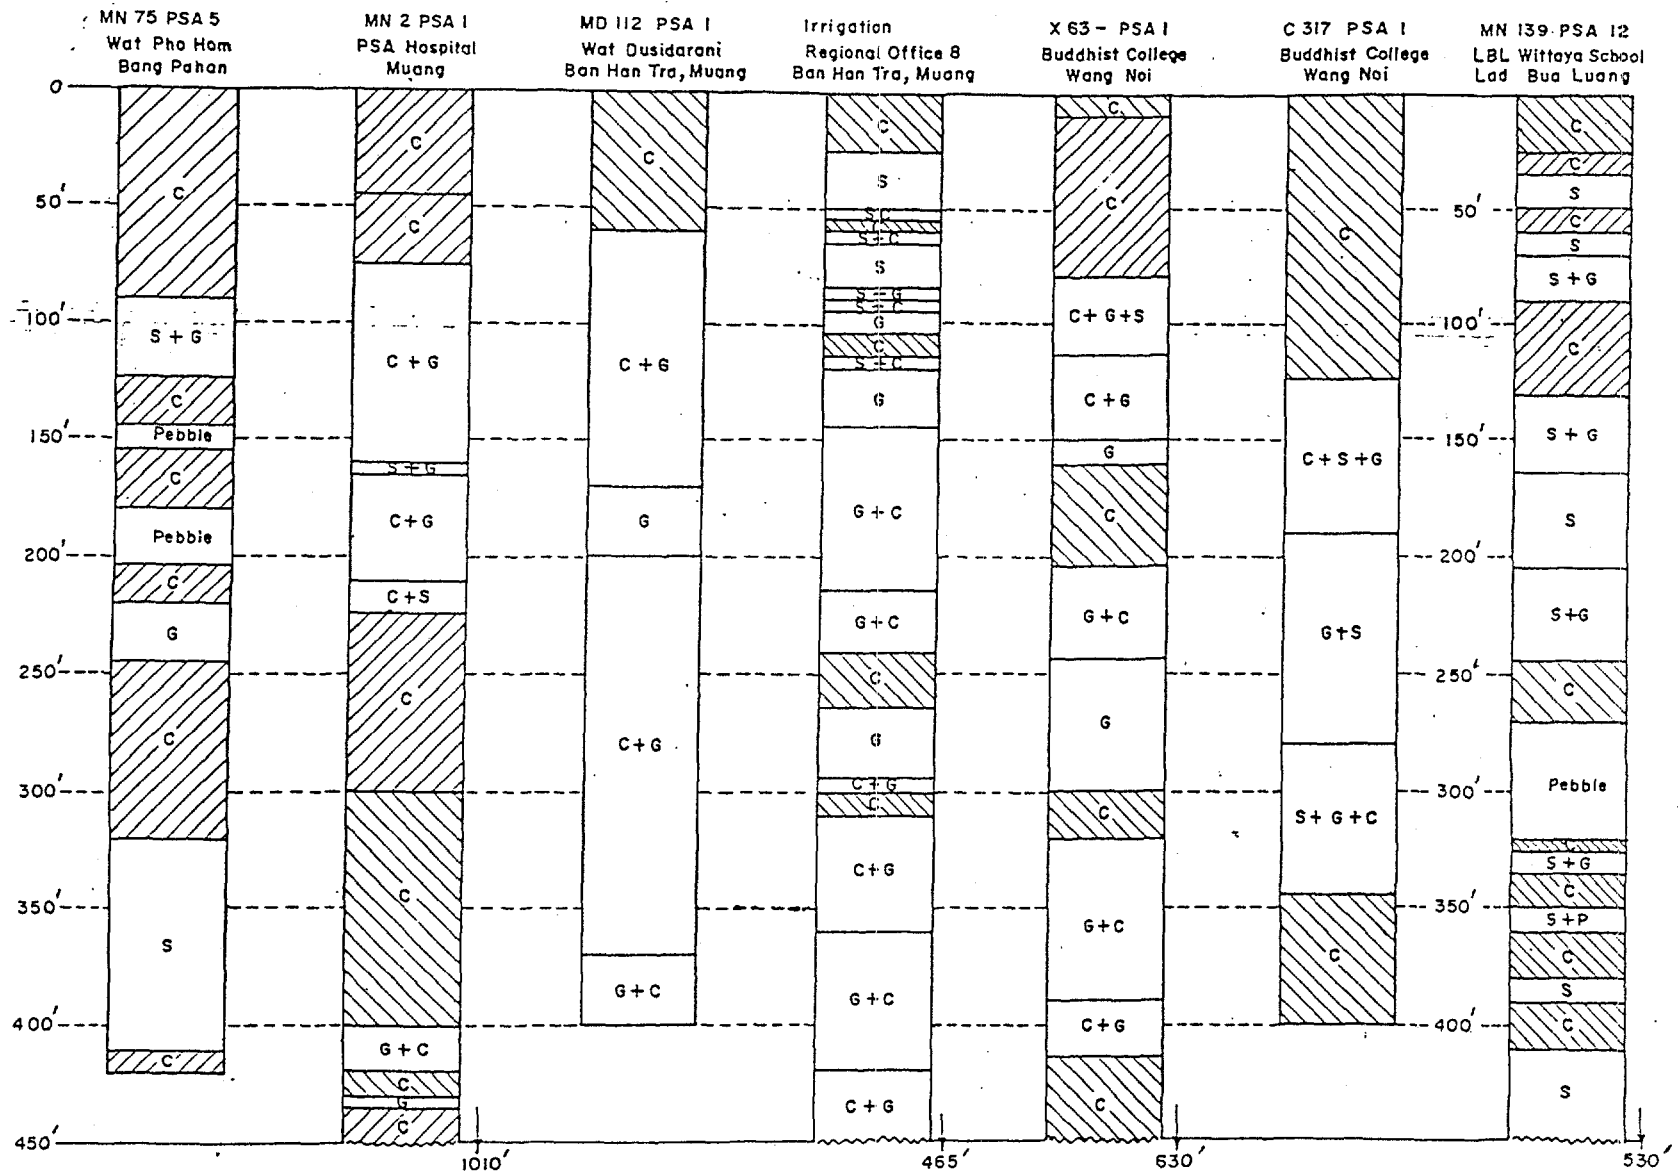 MN 75 PSA 5
Wat Pho Hom
Bang Pahan
MN 2 PSA 1
PSA Hospital
Muang
MD 112 PSA 1
Wat Dusidarani
Ban Han Tra, Muang
Irrigation
Regional Office 8
Ban Han Tra, Muang
X 63 - PSA 1
Buddhist College
Wang Noi
C 317 PSA 1
Buddhist College
Wang Noi
MN 139 PSA 12
LBL Wittaya School
Lad Bua Luang
0
50'
100'
150'
200'
250'
300'
350'
400'
450'
C
S + G
C
Pebble
C
Pebble
C
G
C
S
C
C
C
C + G
S + G
C + G
C + S
C
C
G + C
C
G
C
1010'
C
C + G
G
C + G
G + C
C
S
S + C
S + C
S
S + G
S + C
G
C
S + C
G
G + C
G + C
C
G
C + G
C
C + G
G + C
C + G
465'
C
C
C + G + S
C + G
G
C
G + C
G
C
G + C
C + G
C
630'
C
C + S + G
G + S
S + G + C
C
50'
100'
150'
200'
250'
300'
350'
400'
C
C
S
C
S
S + G
C
S + G
S
S + G
C
Pebble
C
S + G
C
S + P
C
S
C
S
530'